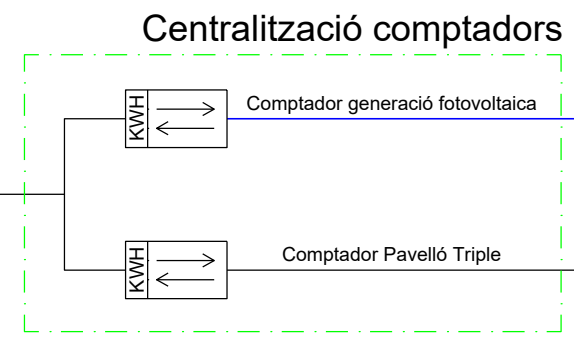 Centralització comptadors
KWH
Comptador generació fotovoltaica
KWH
Comptador Pavelló Triple